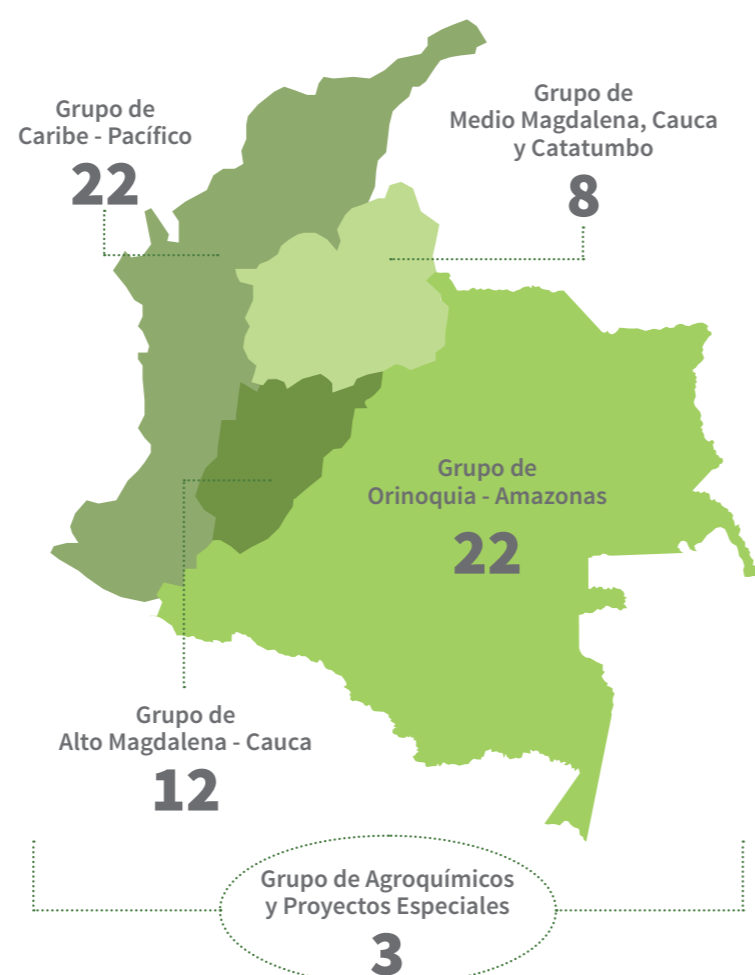 Grupo de
Caribe - Pacífico
22
Grupo de
Medio Magdalena, Cauca
y Catatumbo
8
Grupo de
Orinoquia - Amazonas
22
Grupo de
Alto Magdalena - Cauca
12
Grupo de Agroquímicos
y Proyectos Especiales
3